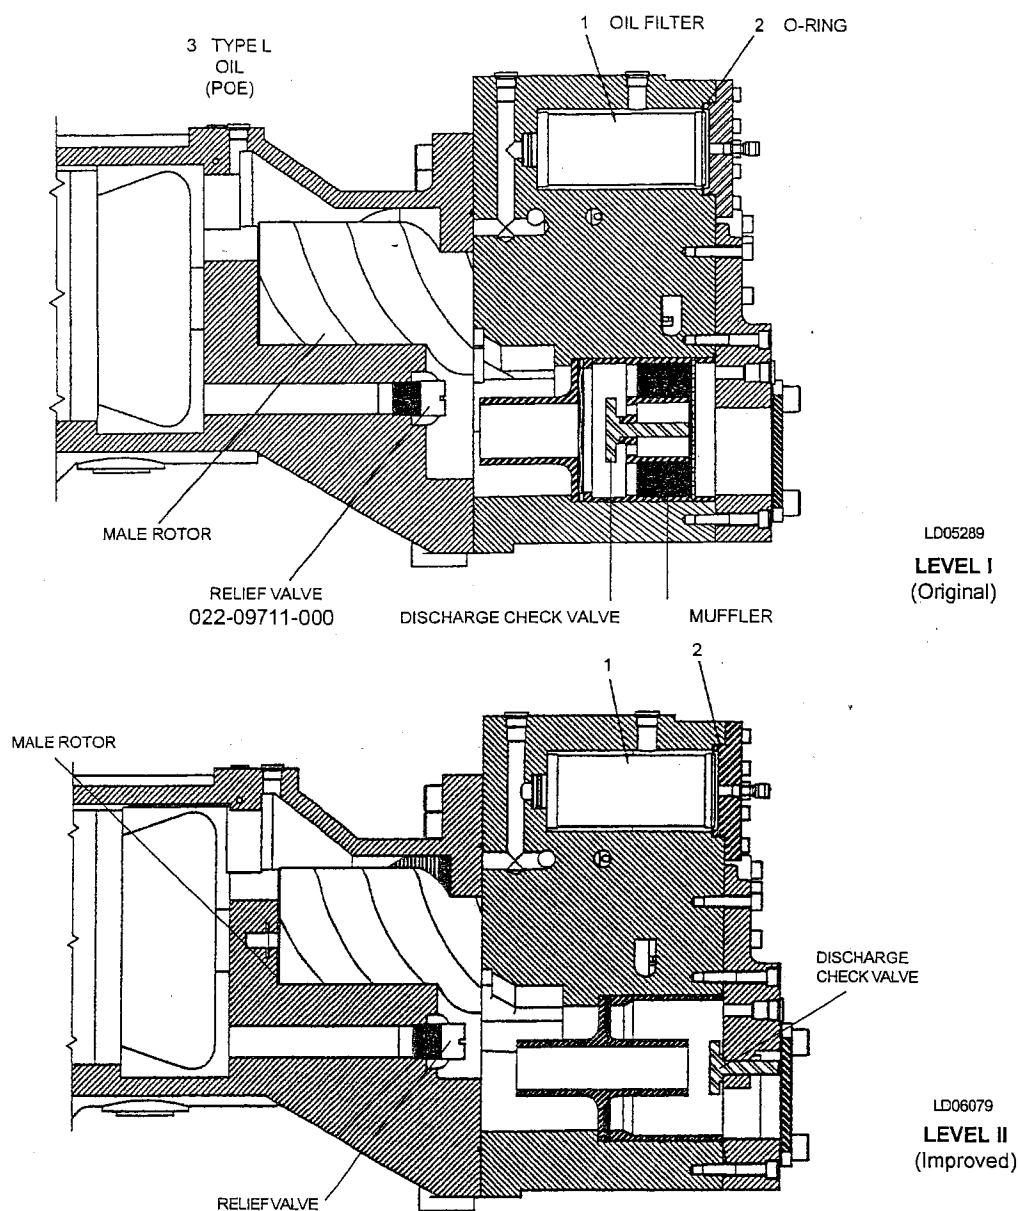 1 OIL FILTER
2 O-RING
3 TYPE L
OIL
(POE)
MALE ROTOR
RELIEF VALVE
022-09711-000
DISCHARGE CHECK VALVE
MUFFLER
LD05289
LEVEL I
(Original)
1
2
MALE ROTOR
DISCHARGE
CHECK VALVE
LD06079
LEVEL II
(Improved)
RELIEF VALVE